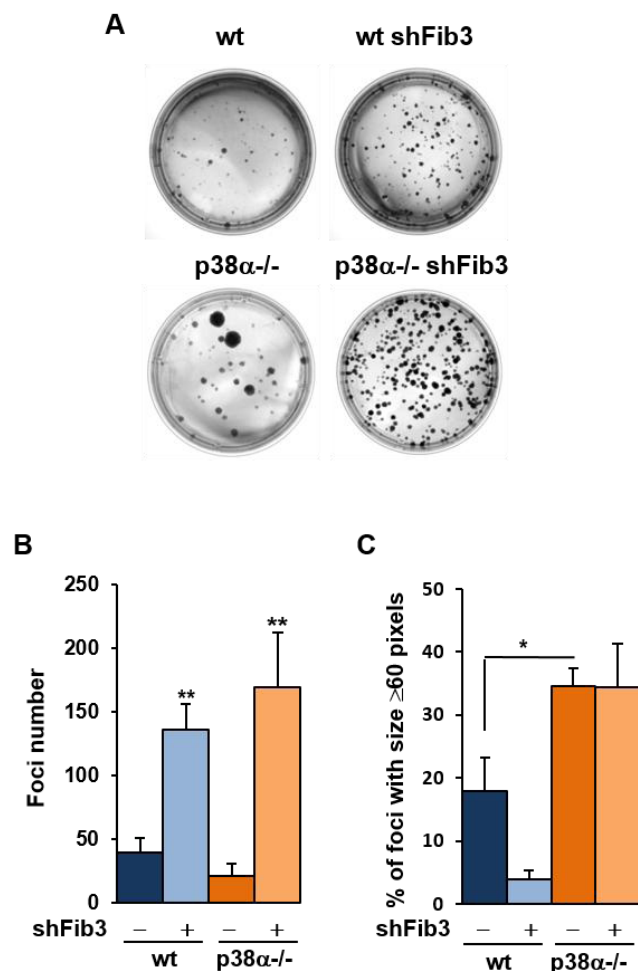 A
wt
wt shFib3
p38α-/-
p38α-/- shFib3
B
Foci number
250
200
150
100
50
0
**
**
shFib3
– + – +
wt p38α-/-
C
% of foci with size ≥60 pixels
50
40
30
20
10
0
*
shFib3
– + – +
wt p38α-/-